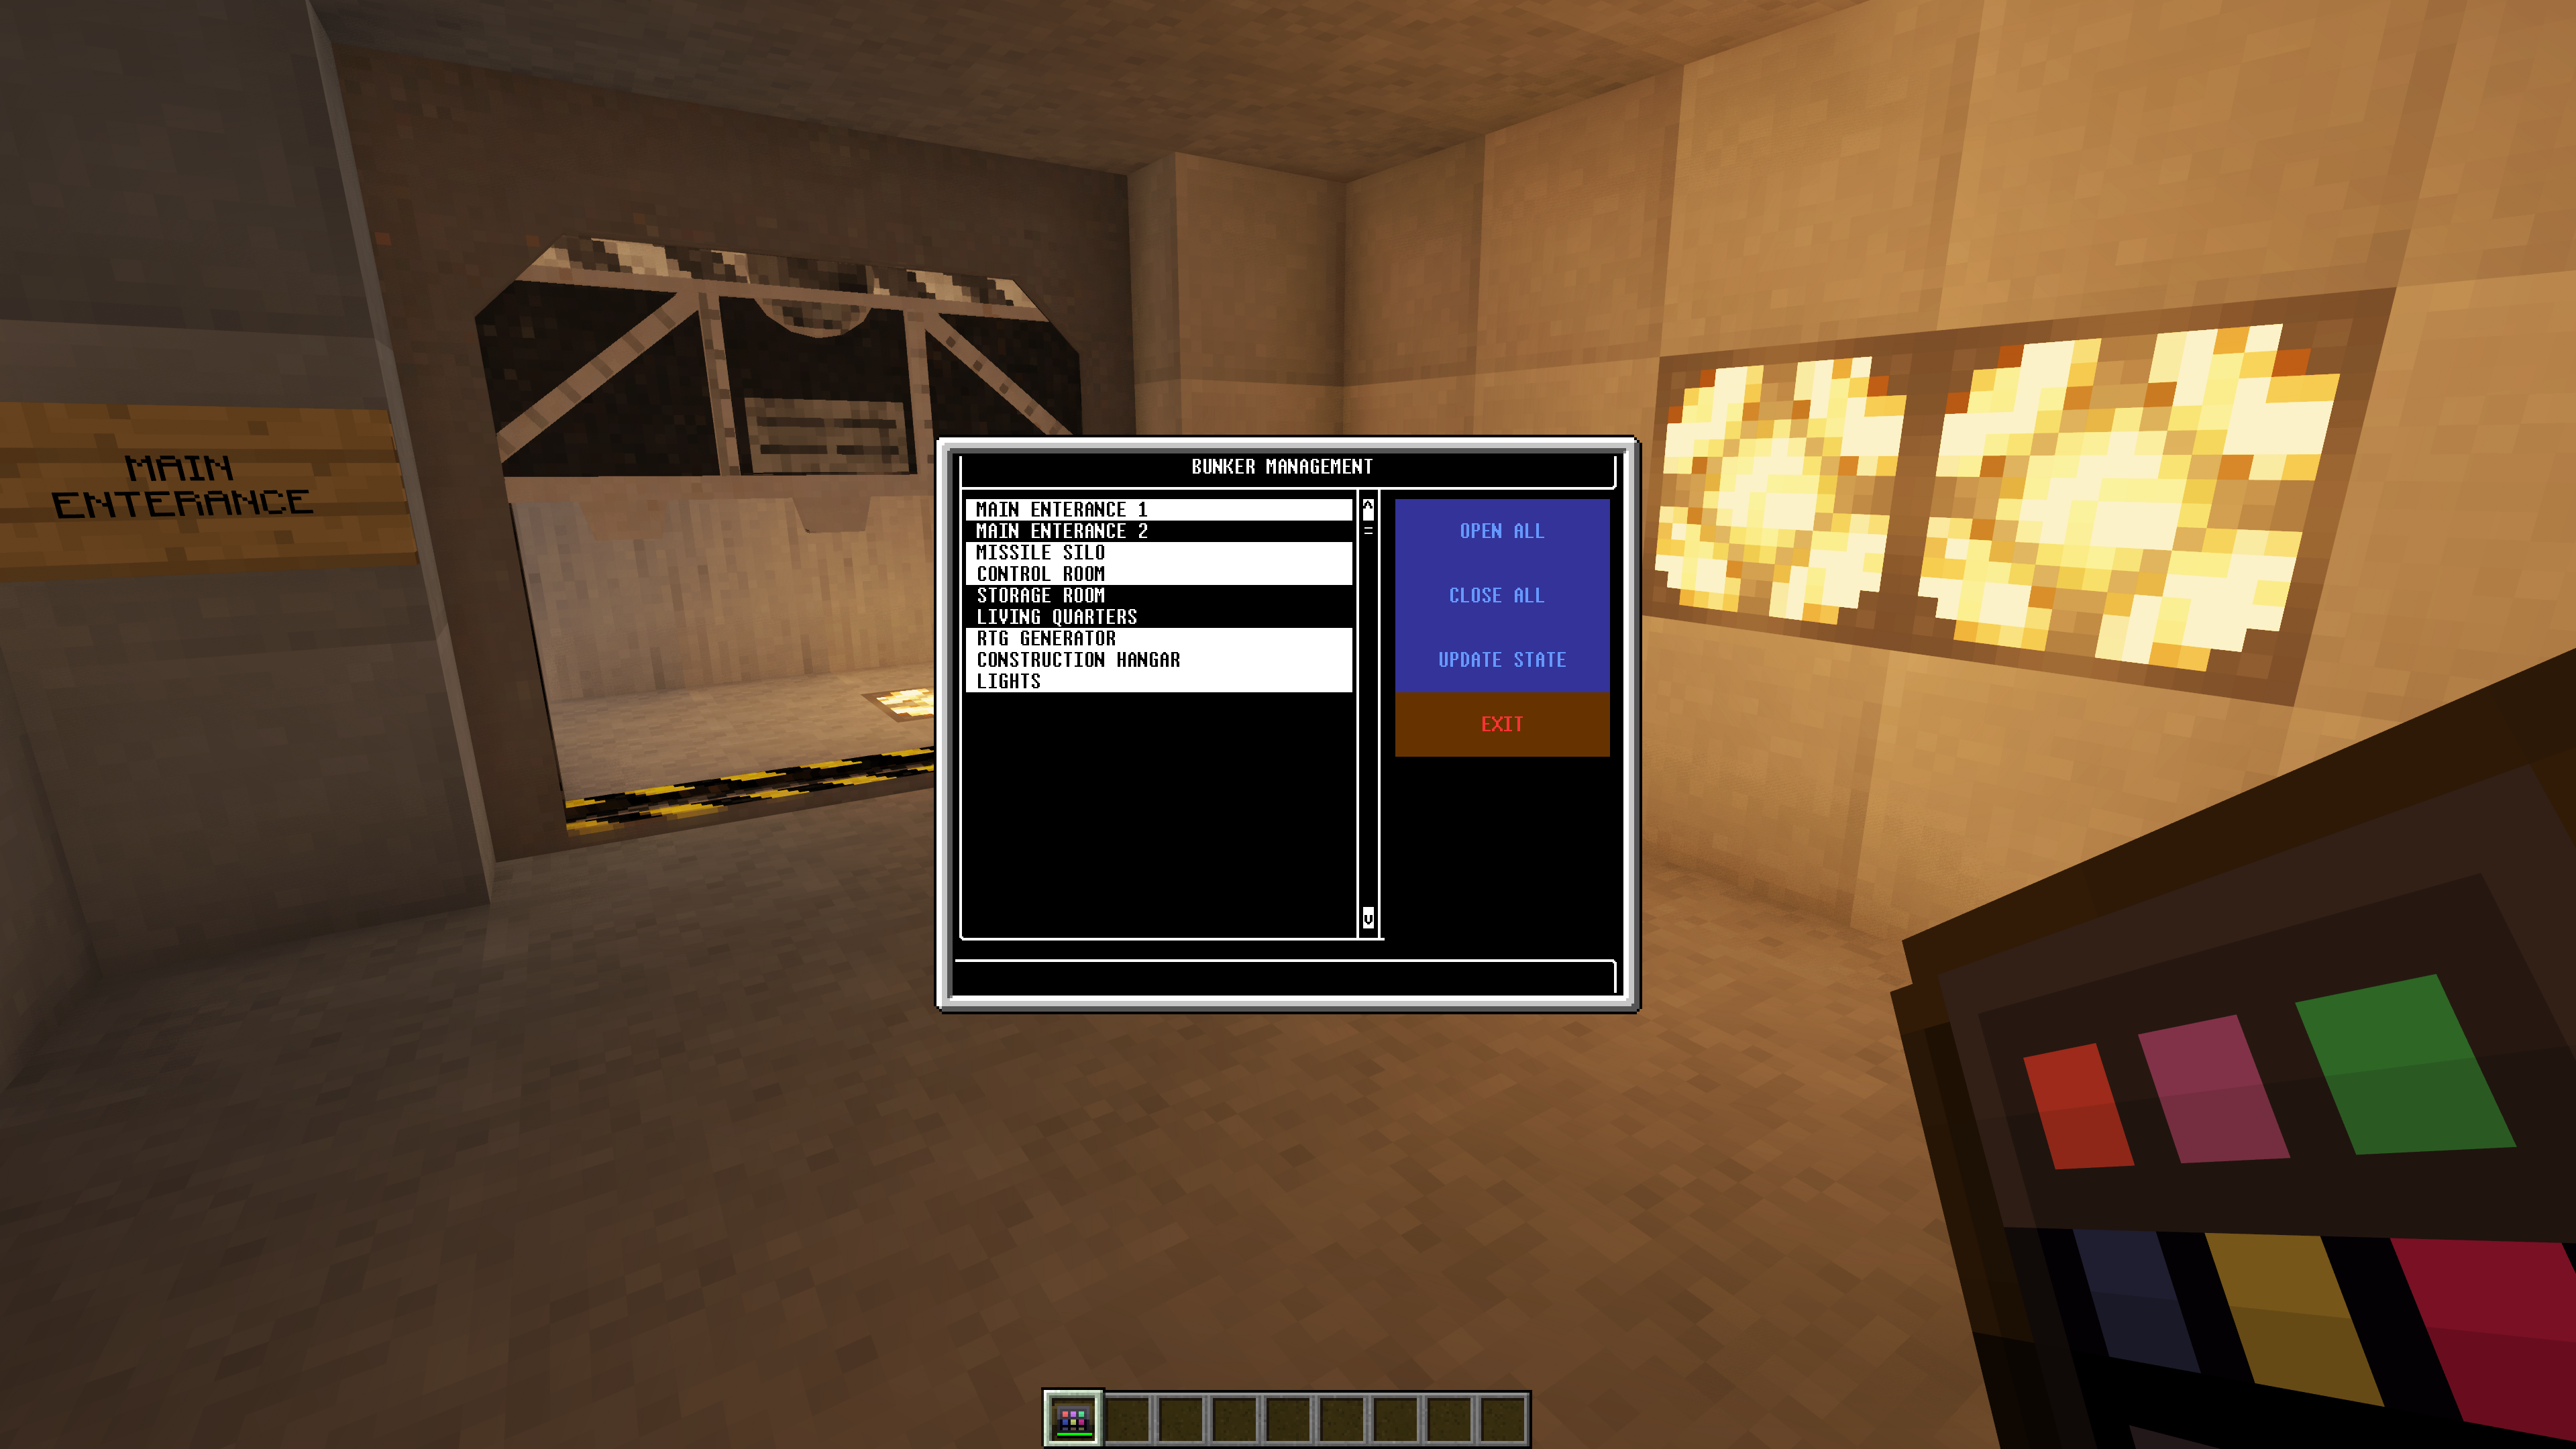 MAIN
ENTERANCE
BUNKER MANAGEMENT
MAIN ENTERANCE 1
MAIN ENTERANCE 2
MISSILE SILO
CONTROL ROOM
STORAGE ROOM
LIVING QUARTERS
RTG GENERATOR
CONSTRUCTION HANGAR
LIGHTS
^
=
v
OPEN ALL
CLOSE ALL
UPDATE STATE
EXIT